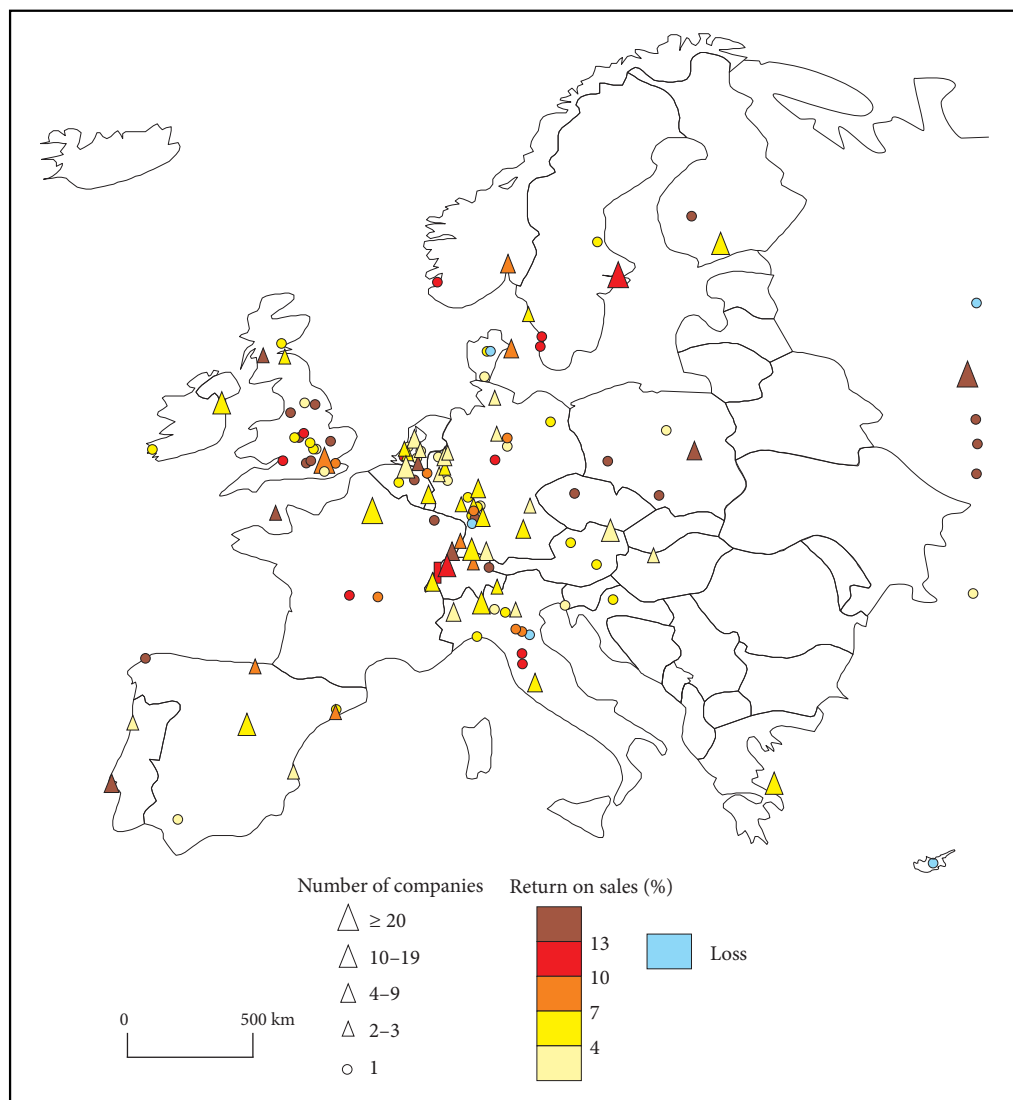 Number of companies
≥ 20
10–19
4–9
2–3
1
Return on sales (%)
13
10
7
4
Loss
0
500 km